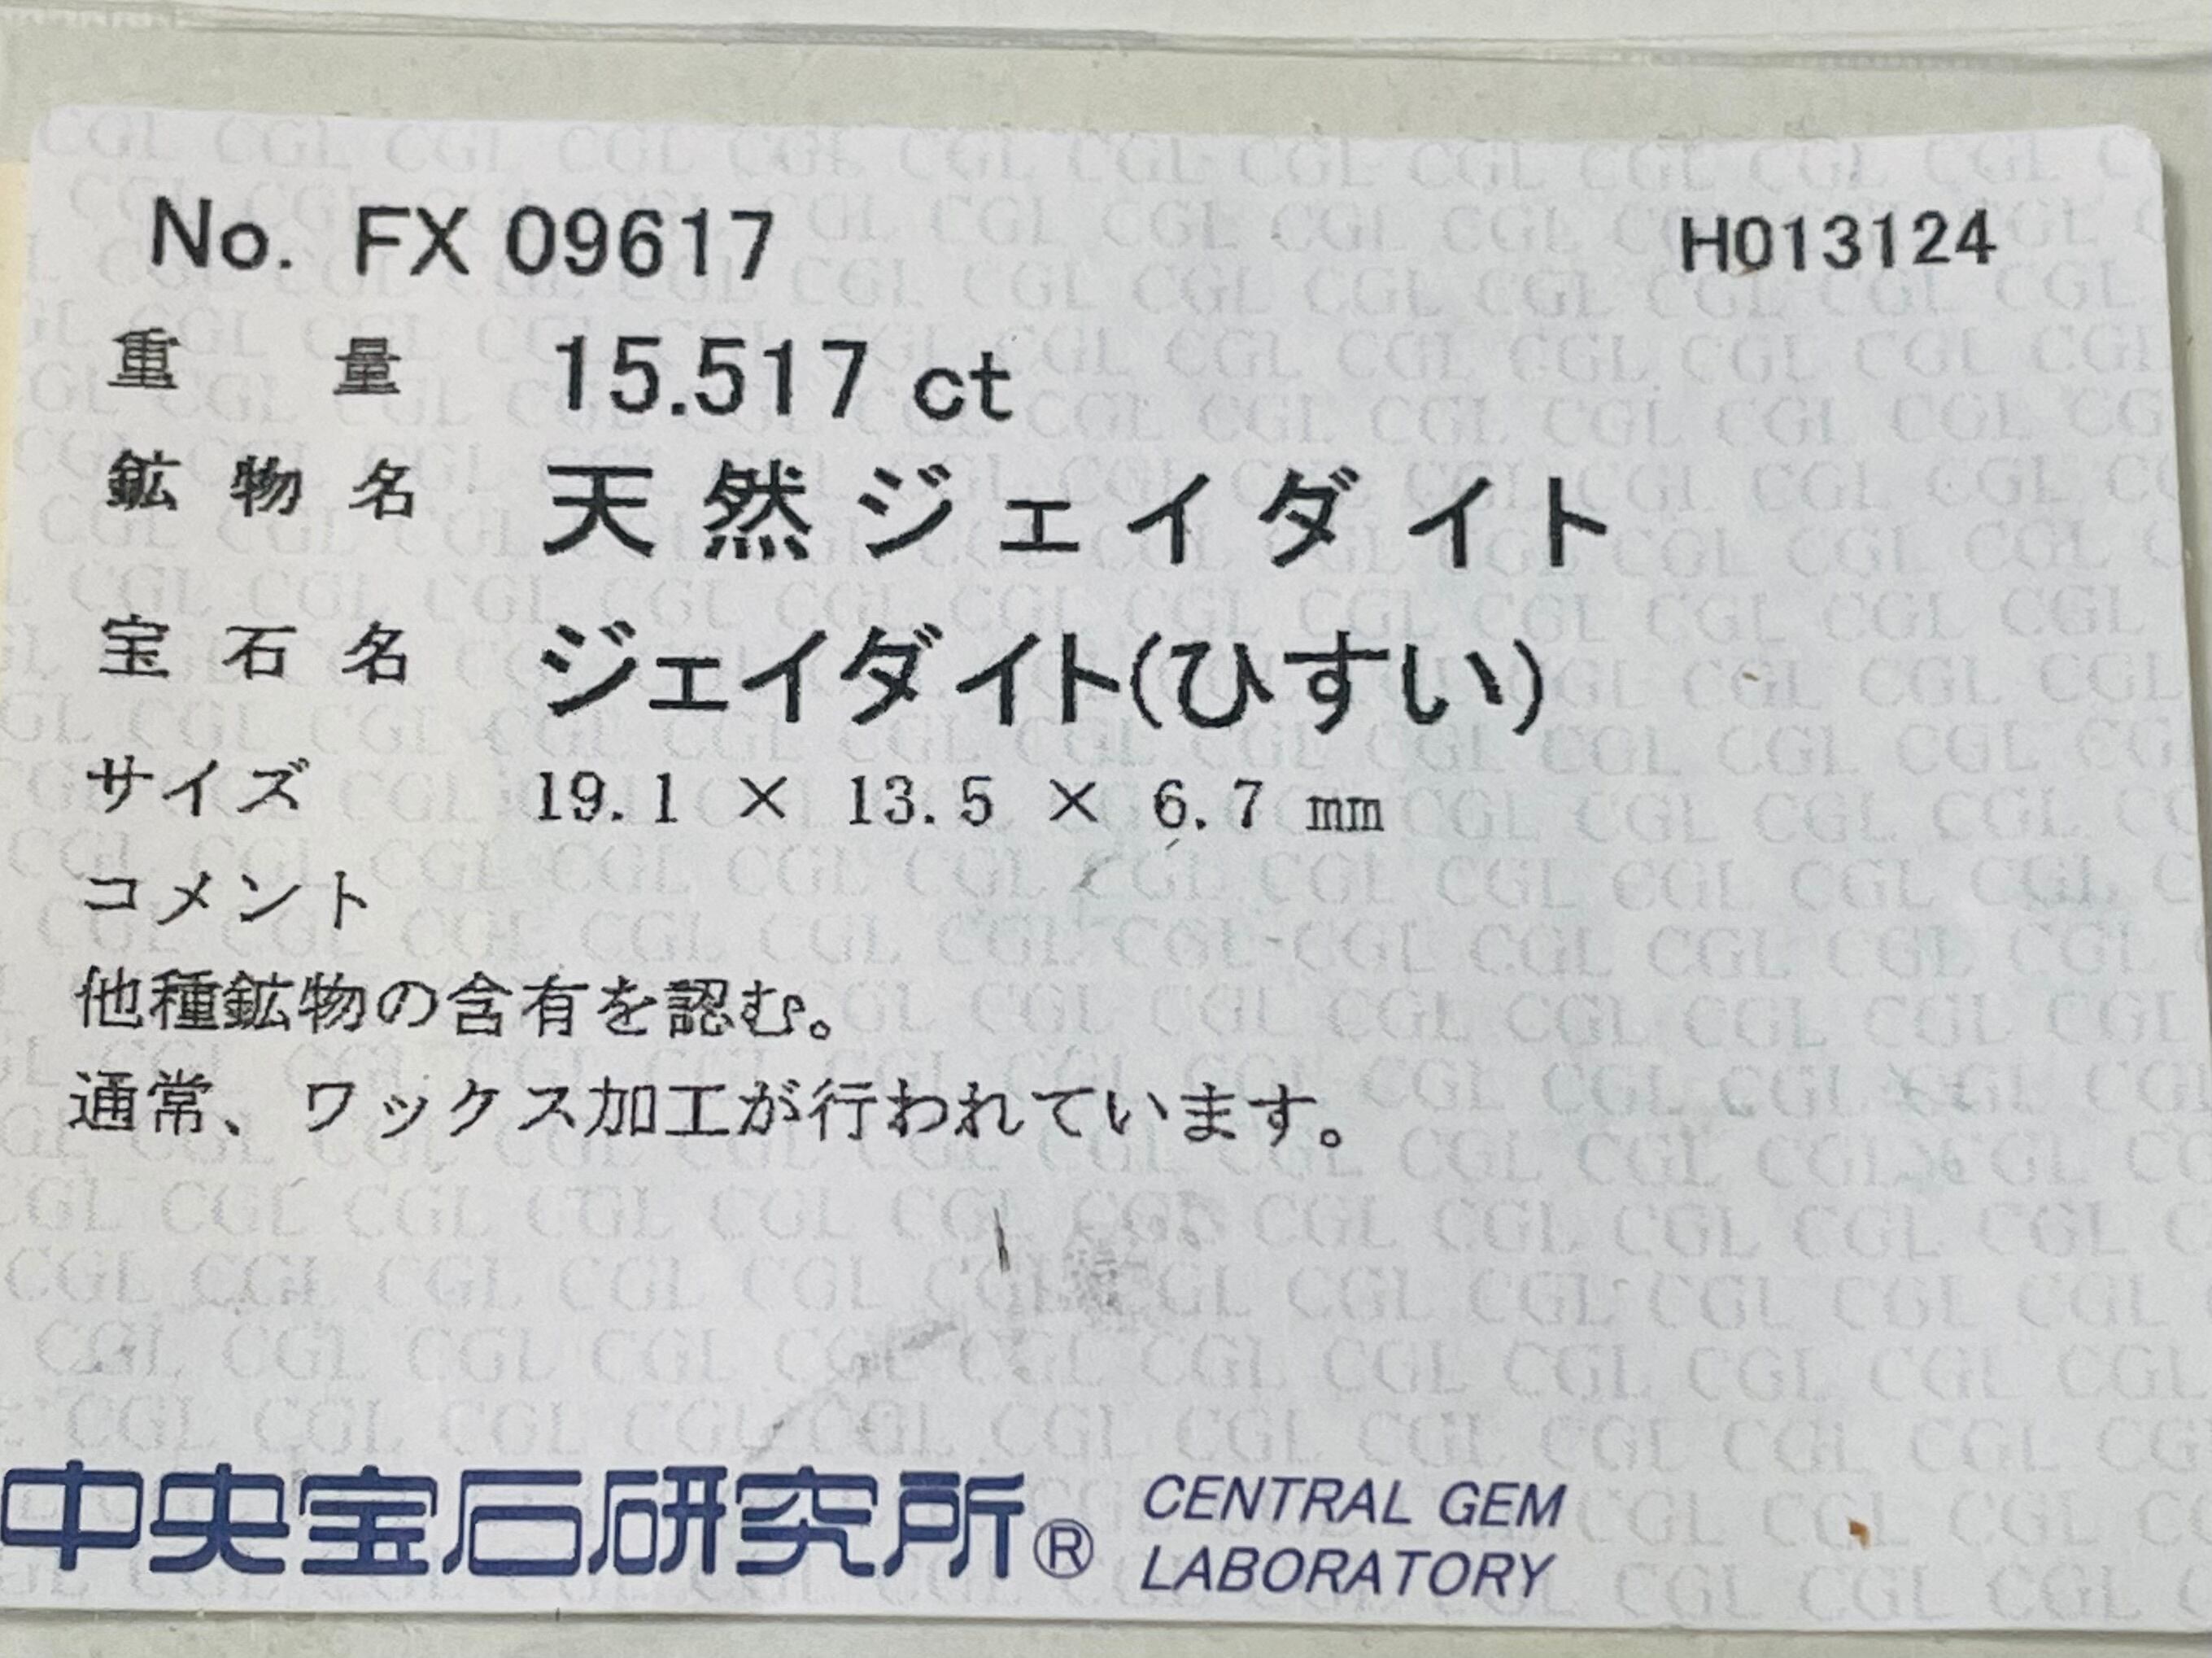 No. FX 09617 H013124
重量 15.517 ct
鉱物名 天然ジェイダイト
宝石名 ジェイダイト(ひすい)
サイズ 19.1 × 13.5 × 6.7 mm
コメント
他種鉱物の含有を認む。
通常、ワックス加工が行われています。
中央宝石研究所® CENTRAL GEM
LABORATORY